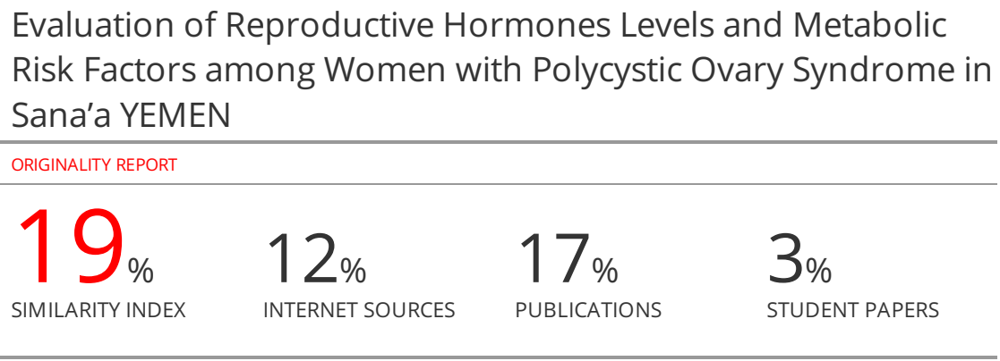 Evaluation of Reproductive Hormones Levels and Metabolic
Risk Factors among Women with Polycystic Ovary Syndrome in
Sana’a YEMEN
ORIGINALITY REPORT
19% 12% 17% 3%
SIMILARITY INDEX INTERNET SOURCES PUBLICATIONS STUDENT PAPERS